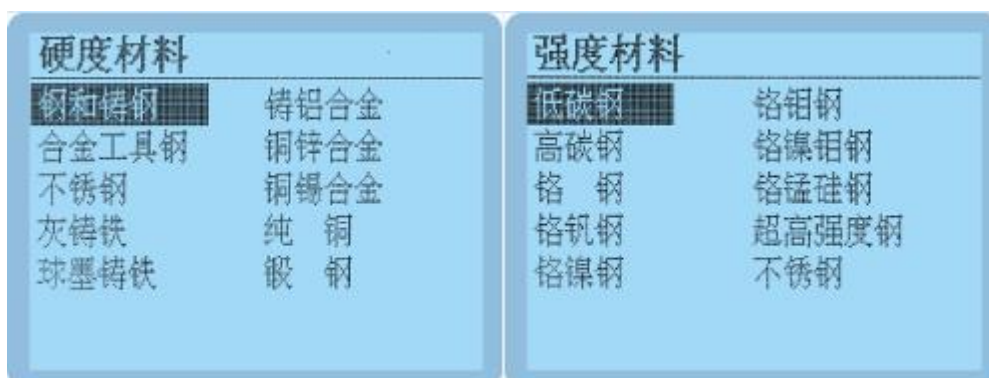 硬度材料
钢和铸钢 铸铝合金
合金工具钢 铜锌合金
不锈钢 铜锡合金
灰铸铁 纯 铜
球墨铸铁 锻 钢
强度材料
低碳钢 铬钼钢
高碳钢 铬镍钼钢
铬 钢 铬锰硅钢
铬钒钢 超高强度钢
铬镍钢 不锈钢